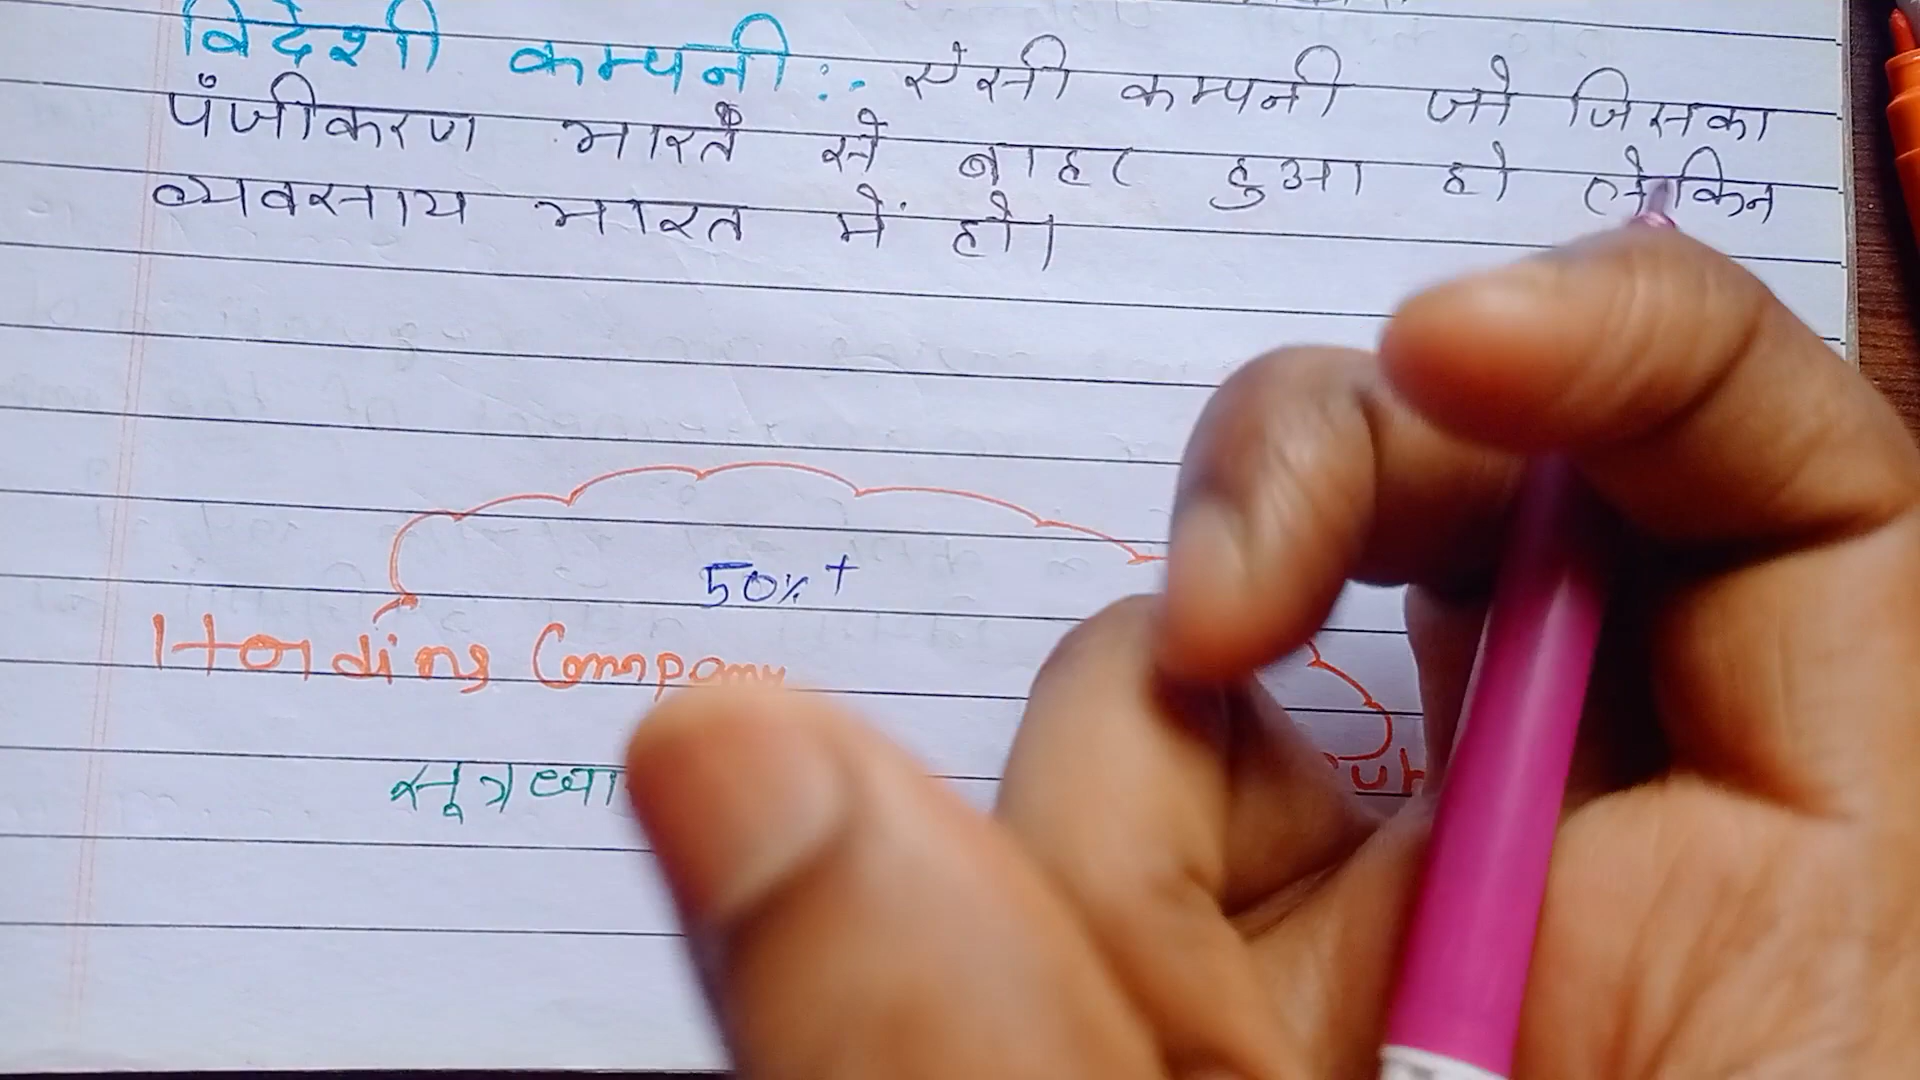 विदेशी कम्पनी :- ऐसी कम्पनी जो जिसका
पंजीकरण भारत से बाहर हुआ हो लेकिन
व्यवसाय भारत में हो।
50% +
Holding Company